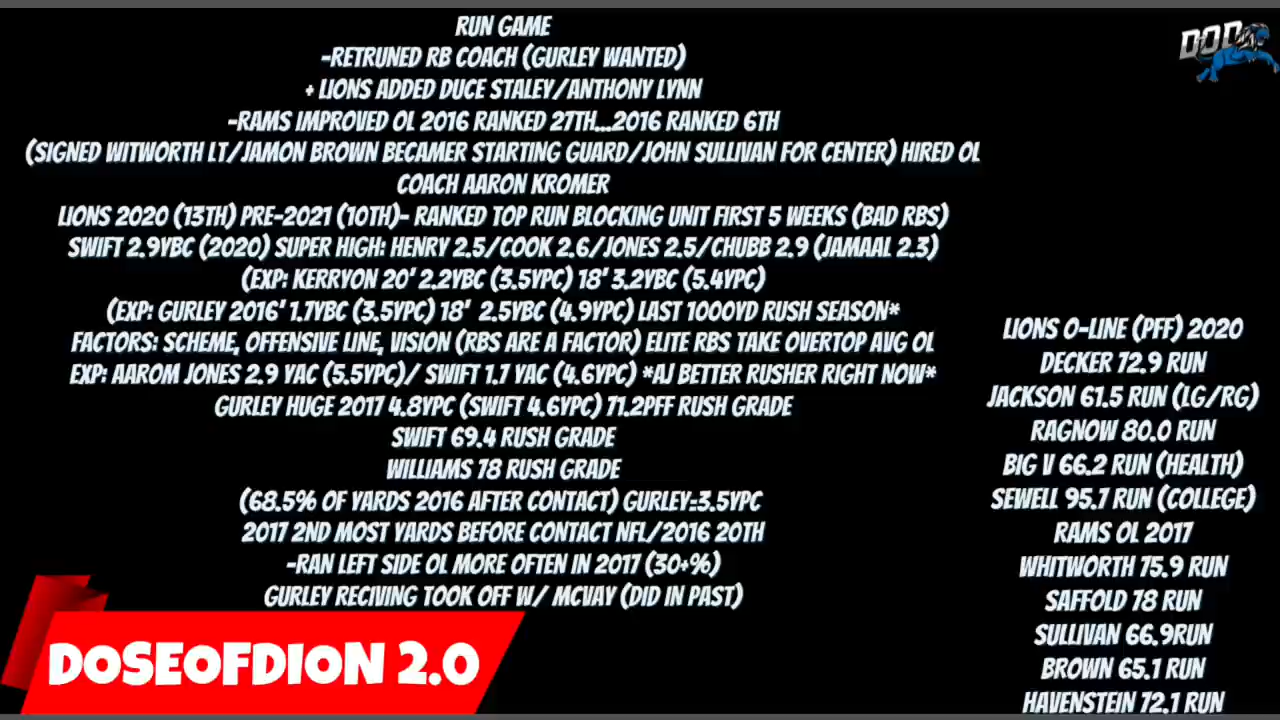 RUN GAME
-RETRUNED RB COACH (GURLEY WANTED)
+ LIONS ADDED DUCE STALEY/ANTHONY LYNN
-RAMS IMPROVED OL 2016 RANKED 27TH...2016 RANKED 6TH
(SIGNED WITWORTH LT/JAMON BROWN BECAMER STARTING GUARD/JOHN SULLIVAN FOR CENTER) HIRED OL
COACH AARON KROMER
LIONS 2020 (13TH) PRE-2021 (10TH)- RANKED TOP RUN BLOCKING UNIT FIRST 5 WEEKS (BAD RBS)
SWIFT 2.9YBC (2020) SUPER HIGH: HENRY 2.5/COOK 2.6/JONES 2.5/CHUBB 2.9 (JAMAAL 2.3)
(EXP: KERRYON 20' 2.2YBC (3.5YPC) 18' 3.2YBC (5.4YPC)
(EXP: GURLEY 2016' 1.7YBC (3.5YPC) 18' 2.5YBC (4.9YPC) LAST 1000YD RUSH SEASON*
FACTORS: SCHEME, OFFENSIVE LINE, VISION (RBS ARE A FACTOR) ELITE RBS TAKE OVERTOP AVG OL
EXP: AAROM JONES 2.9 YAC (5.5YPC)/ SWIFT 1.7 YAC (4.6YPC) *AJ BETTER RUSHER RIGHT NOW*
GURLEY HUGE 2017 4.8YPC (SWIFT 4.6YPC) 71.2PFF RUSH GRADE
SWIFT 69.4 RUSH GRADE
WILLIAMS 78 RUSH GRADE
(68.5% OF YARDS 2016 AFTER CONTACT) GURLEY=3.5YPC
2017 2ND MOST YARDS BEFORE CONTACT NFL/2016 20TH
-RAN LEFT SIDE OL MORE OFTEN IN 2017 (30+%)
GURLEY RECIVING TOOK OFF W/ MCVAY (DID IN PAST)
DOD
LIONS O-LINE (PFF) 2020
DECKER 72.9 RUN
JACKSON 61.5 RUN (LG/RG)
RAGNOW 80.0 RUN
BIG V 66.2 RUN (HEALTH)
SEWELL 95.7 RUN (COLLEGE)
RAMS OL 2017
WHITWORTH 75.9 RUN
SAFFOLD 78 RUN
SULLIVAN 66.9RUN
BROWN 65.1 RUN
HAVENSTEIN 72.1 RUN
DOSEOFDION 2.0